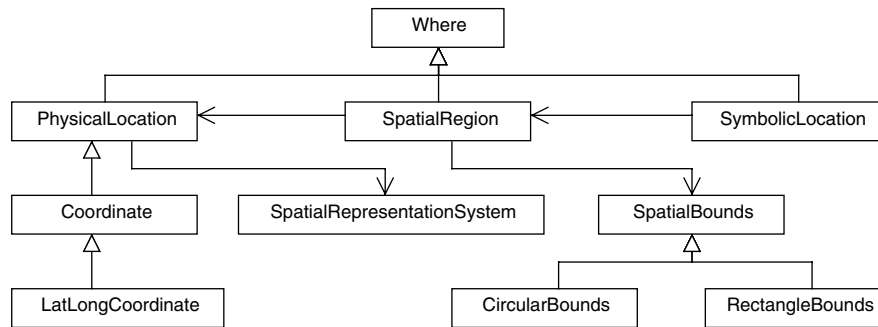 Where
PhysicalLocation
SpatialRegion
SymbolicLocation
Coordinate
SpatialRepresentationSystem
SpatialBounds
LatLongCoordinate
CircularBounds
RectangleBounds